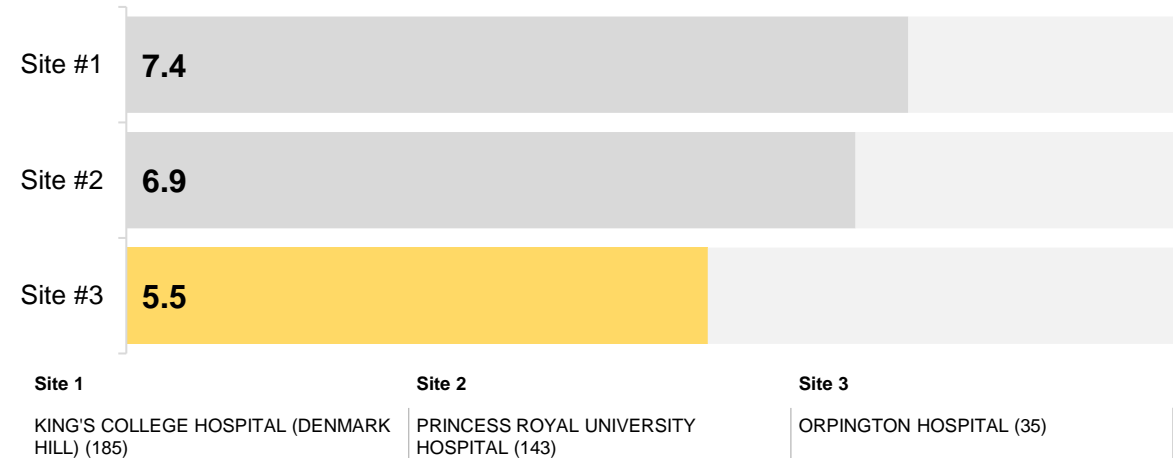 Site #1
7.4
Site #2
6.9
Site #3
5.5
Site 1
Site 2
Site 3
KING'S COLLEGE HOSPITAL (DENMARK
HILL) (185)
PRINCESS ROYAL UNIVERSITY
HOSPITAL (143)
ORPINGTON HOSPITAL (35)